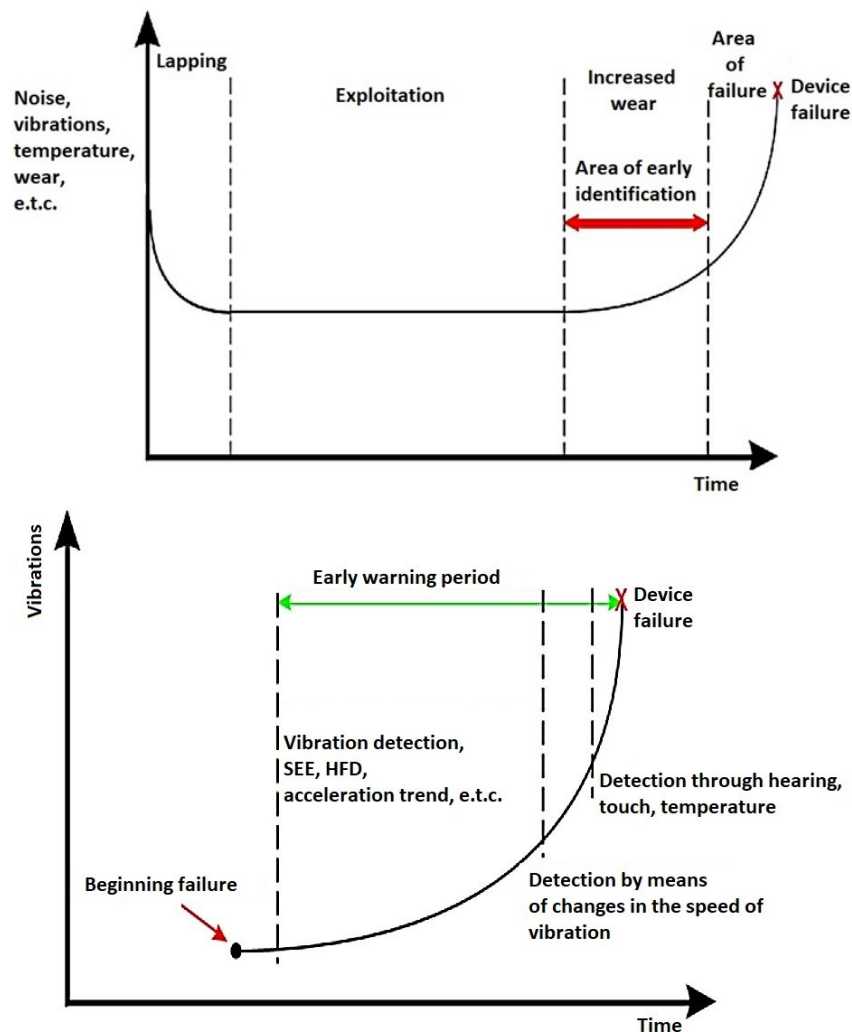 Lapping
Exploitation
Increased
wear
Area
of
failure
Device
failure
Noise,
vibrations,
temperature,
wear,
e.t.c.
Area of early
identification
Time
Vibrations
Early warning period
Device
failure
Vibration detection,
SEE, HFD,
acceleration trend, e.t.c.
Detection through hearing,
touch, temperature
Beginning failure
Detection by means
of changes in the speed of
vibration
Time